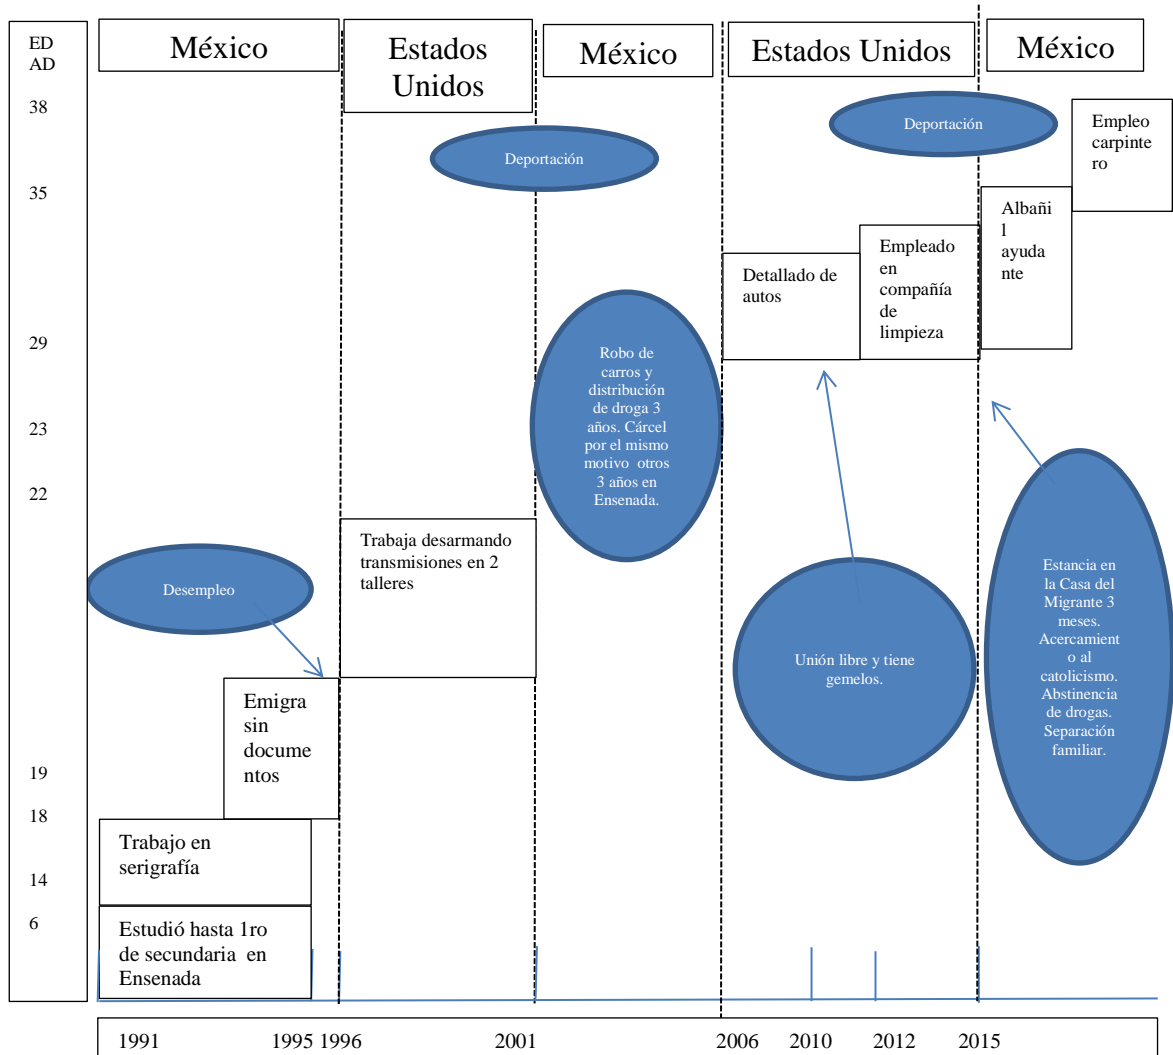 ED
AD
38
35
29
23
22
19
18
14
6
México
Estados
Unidos
México
Estados Unidos
México
Deportación
Deportación
Empleo
carpinte
ro
Albañi
l
ayuda
nte
Empleado
en
compañía
de
limpieza
Detallado de
autos
Robo de
carros y
distribución
de droga 3
años. Cárcel
por el mismo
motivo otros
3 años en
Ensenada.
Trabaja desarmando
transmisiones en 2
talleres
Desempleo
Emigra
sin
docume
ntos
Unión libre y tiene
gemelos.
Estancia en
la Casa del
Migrante 3
meses.
Acercamient
o al
catolicismo.
Abstinencia
de drogas.
Separación
familiar.
Trabajo en
serigrafía
Estudió hasta 1ro
de secundaria en
Ensenada
1991 1995 1996 2001 2006 2010 2012 2015